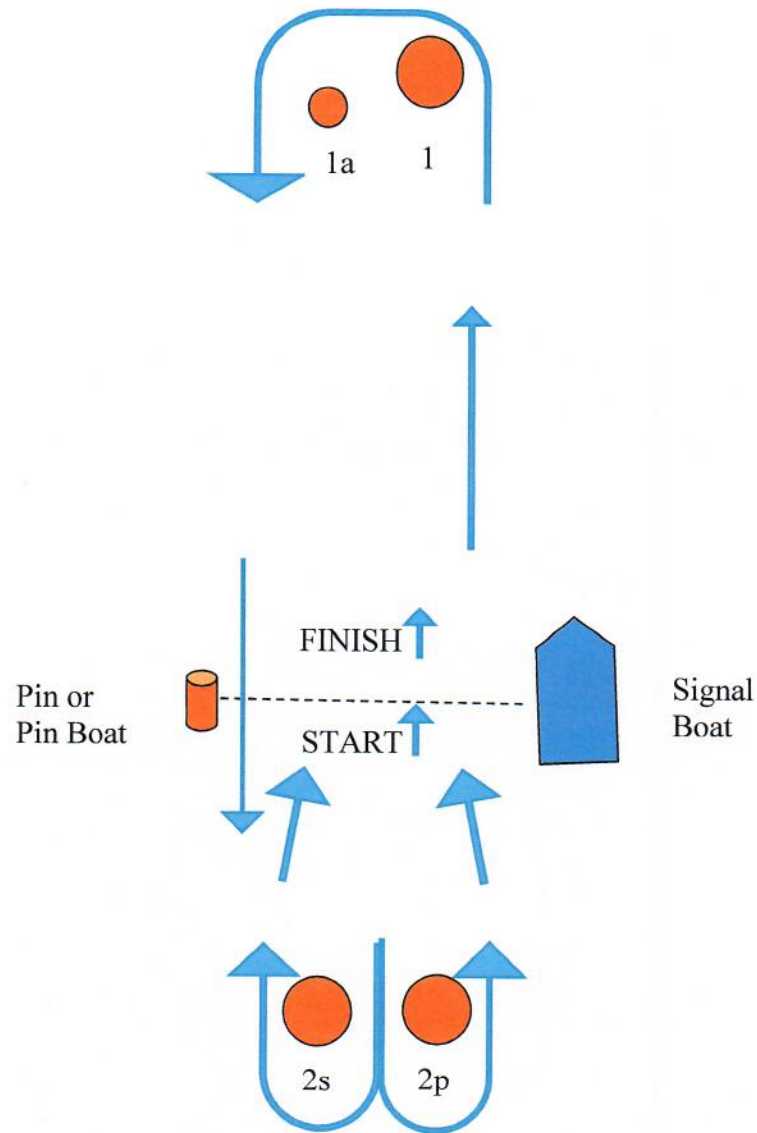 1a
1
FINISH
Pin or
Pin Boat
Signal
Boat
START
2s
2p